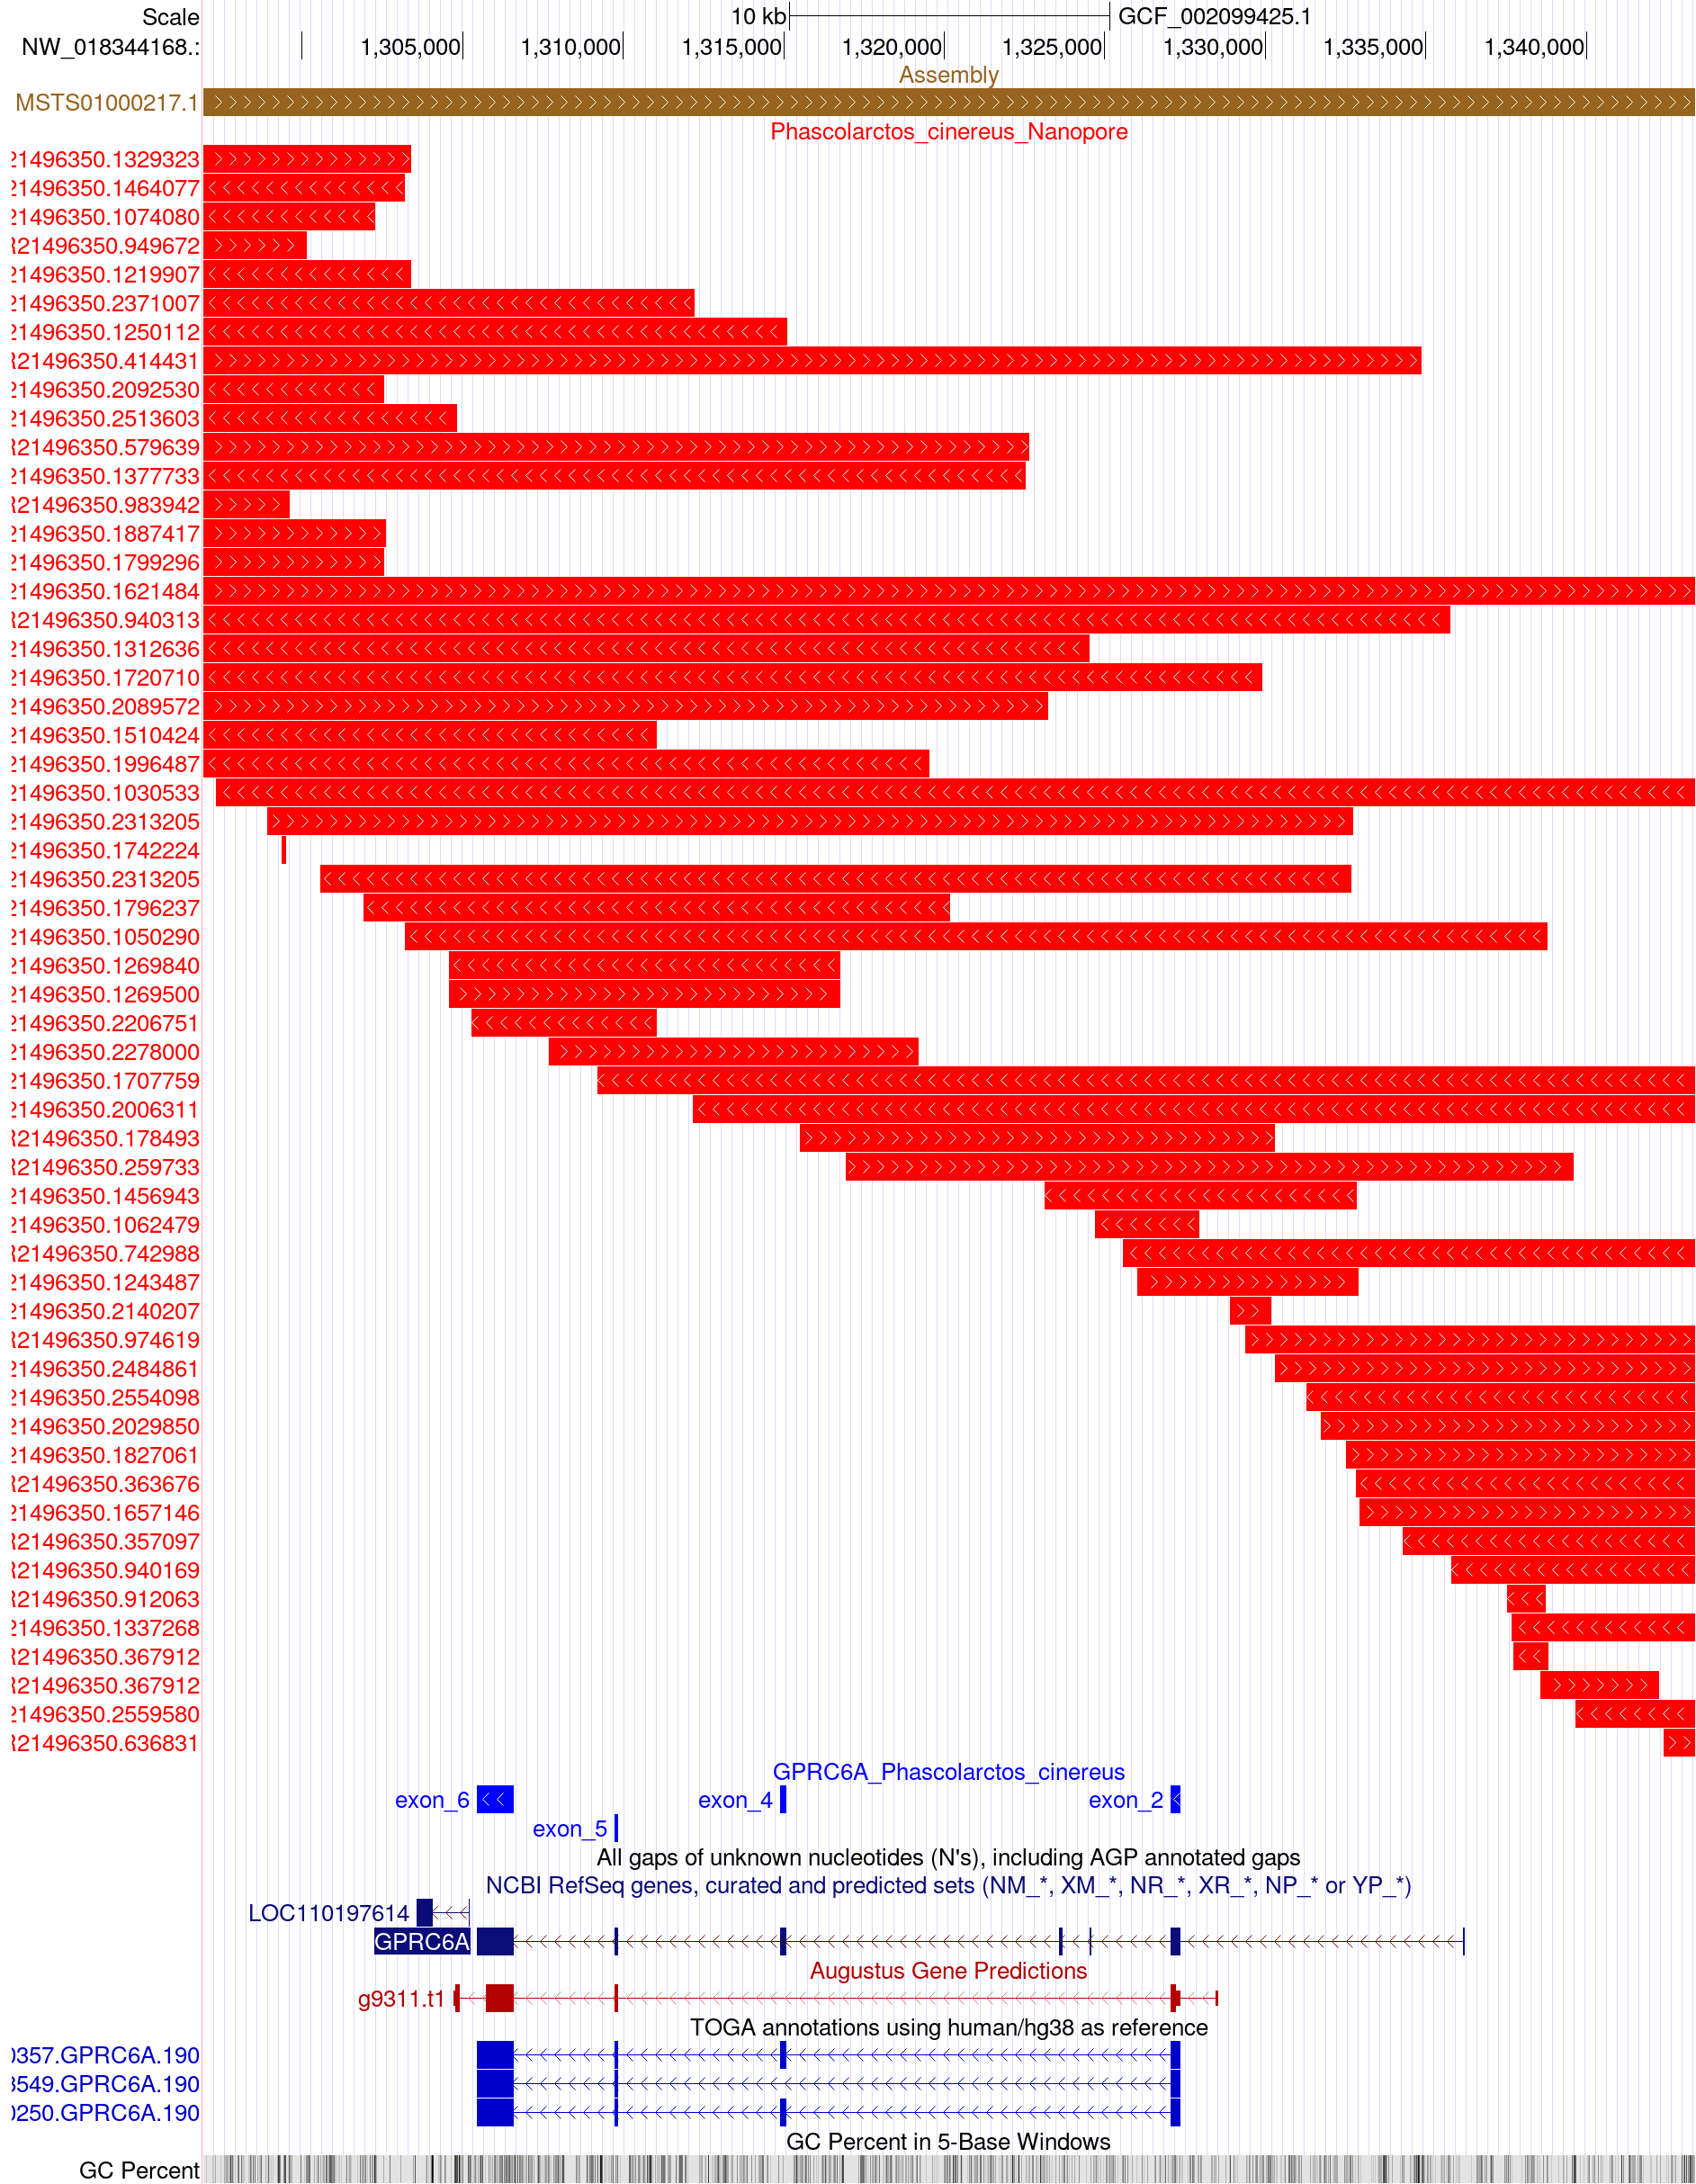 Scale 10 kb GCF_002099425.1
NW_018344168.: 1,305,000 1,310,000 1,315,000 1,320,000 1,325,000 1,330,000 1,335,000 1,340,000
Assembly
MSTS01000217.1
Phascolarctos_cinereus_Nanopore
21496350.1329323
21496350.1464077
21496350.1074080
21496350.949672
21496350.1219907
21496350.2371007
21496350.1250112
21496350.414431
21496350.2092530
21496350.2513603
21496350.579639
21496350.1377733
21496350.983942
21496350.1887417
21496350.1799296
21496350.1621484
21496350.940313
21496350.1312636
21496350.1720710
21496350.2089572
21496350.1510424
21496350.1996487
21496350.1030533
21496350.2313205
21496350.1742224
21496350.2313205
21496350.1796237
21496350.1050290
21496350.1269840
21496350.1269500
21496350.2206751
21496350.2278000
21496350.1707759
21496350.2006311
21496350.178493
21496350.259733
21496350.1456943
21496350.1062479
21496350.742988
21496350.1243487
21496350.2140207
21496350.974619
21496350.2484861
21496350.2554098
21496350.2029850
21496350.1827061
21496350.363676
21496350.1657146
21496350.357097
21496350.940169
21496350.912063
21496350.1337268
21496350.367912
21496350.367912
21496350.2559580
21496350.636831
GPRC6A_Phascolarctos_cinereus
exon_6 exon_4 exon_2
exon_5
All gaps of unknown nucleotides (N's), including AGP annotated gaps
NCBI RefSeq genes, curated and predicted sets (NM_*, XM_*, NR_*, XR_*, NP_* or YP_*)
LOC110197614
GPRC6A
Augustus Gene Predictions
g9311.t1
TOGA annotations using human/hg38 as reference
357.GPRC6A.190
549.GPRC6A.190
250.GPRC6A.190
GC Percent in 5-Base Windows
GC Percent